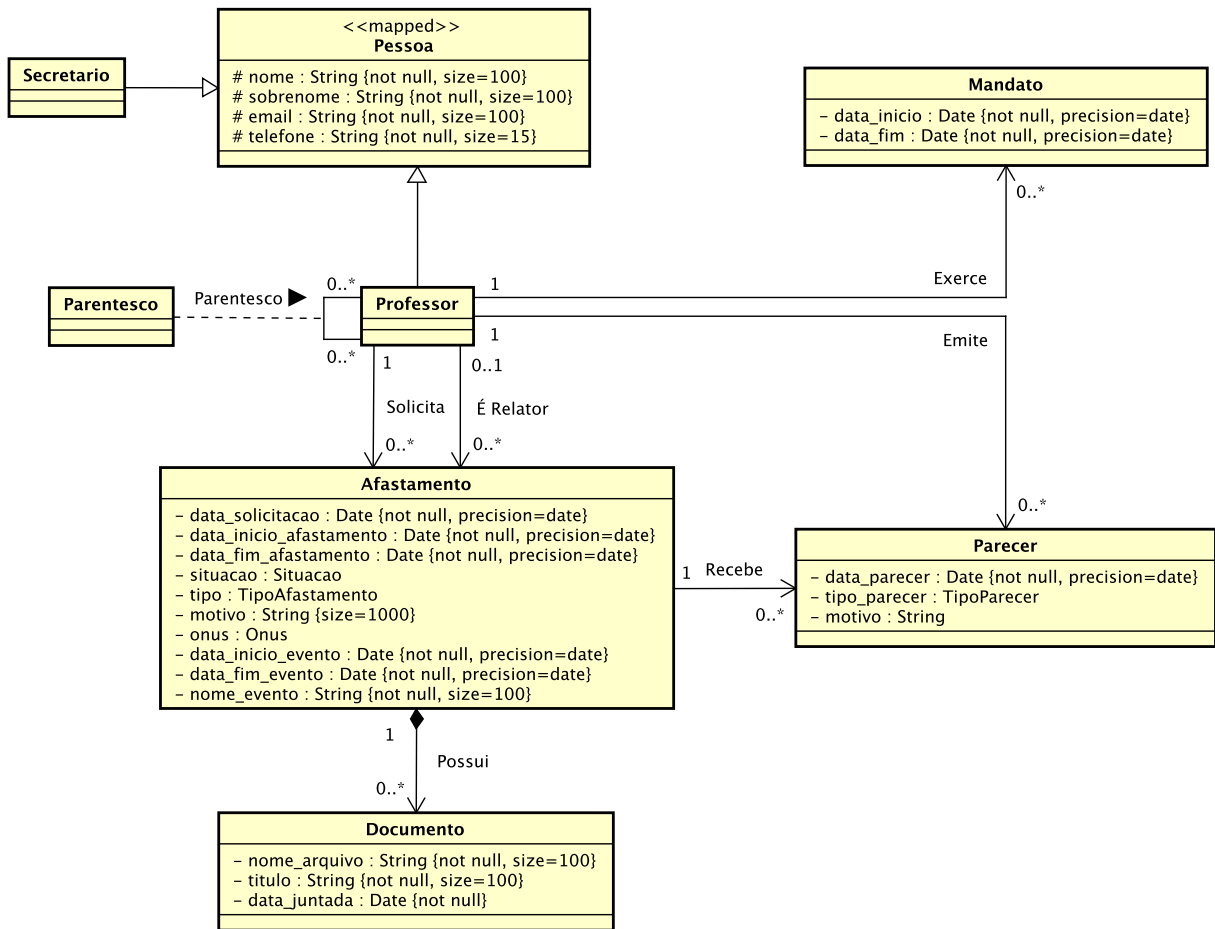 <<mapped>>
Pessoa
# nome : String {not null, size=100}
# sobrenome : String {not null, size=100}
# email : String {not null, size=100}
# telefone : String {not null, size=15}
Secretario
Mandato
- data_inicio : Date {not null, precision=date}
- data_fim : Date {not null, precision=date}
0..*
Exerce
1
Parentesco
Parentesco
0..*
0..*
Professor
1
Emite
0..*
1
Solicita
0..*
0..1
É Relator
0..*
Afastamento
- data_solicitacao : Date {not null, precision=date}
- data_inicio_afastamento : Date {not null, precision=date}
- data_fim_afastamento : Date {not null, precision=date}
- situacao : Situacao
- tipo : TipoAfastamento
- motivo : String {size=1000}
- onus : Onus
- data_inicio_evento : Date {not null, precision=date}
- data_fim_evento : Date {not null, precision=date}
- nome_evento : String {not null, size=100}
1
Recebe
0..*
Parecer
- data_parecer : Date {not null, precision=date}
- tipo_parecer : TipoParecer
- motivo : String
1
Possui
0..*
Documento
- nome_arquivo : String {not null, size=100}
- titulo : String {not null, size=100}
- data_juntada : Date {not null}